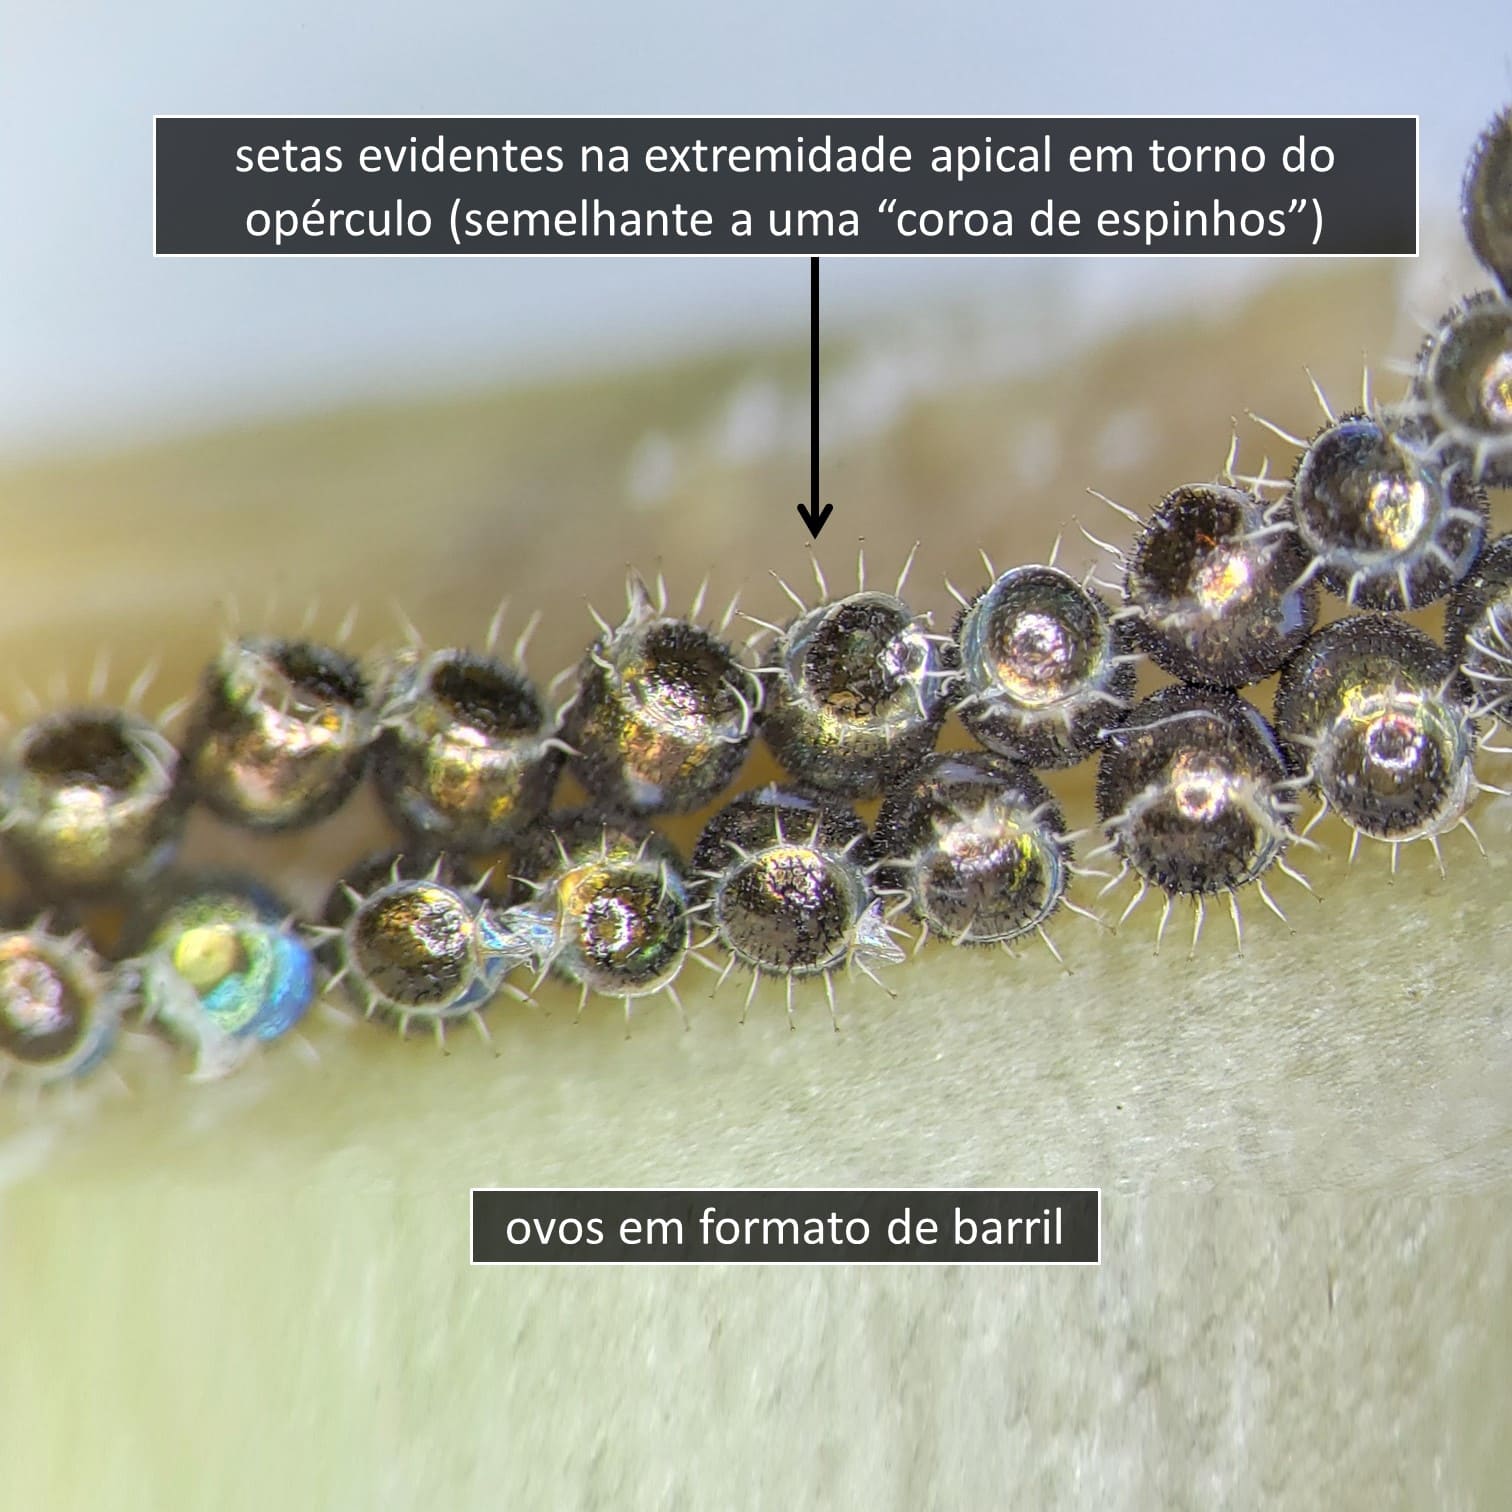 setas evidentes na extremidade apical em torno do
opérculo (semelhante a uma “coroa de espinhos”)
ovos em formato de barril